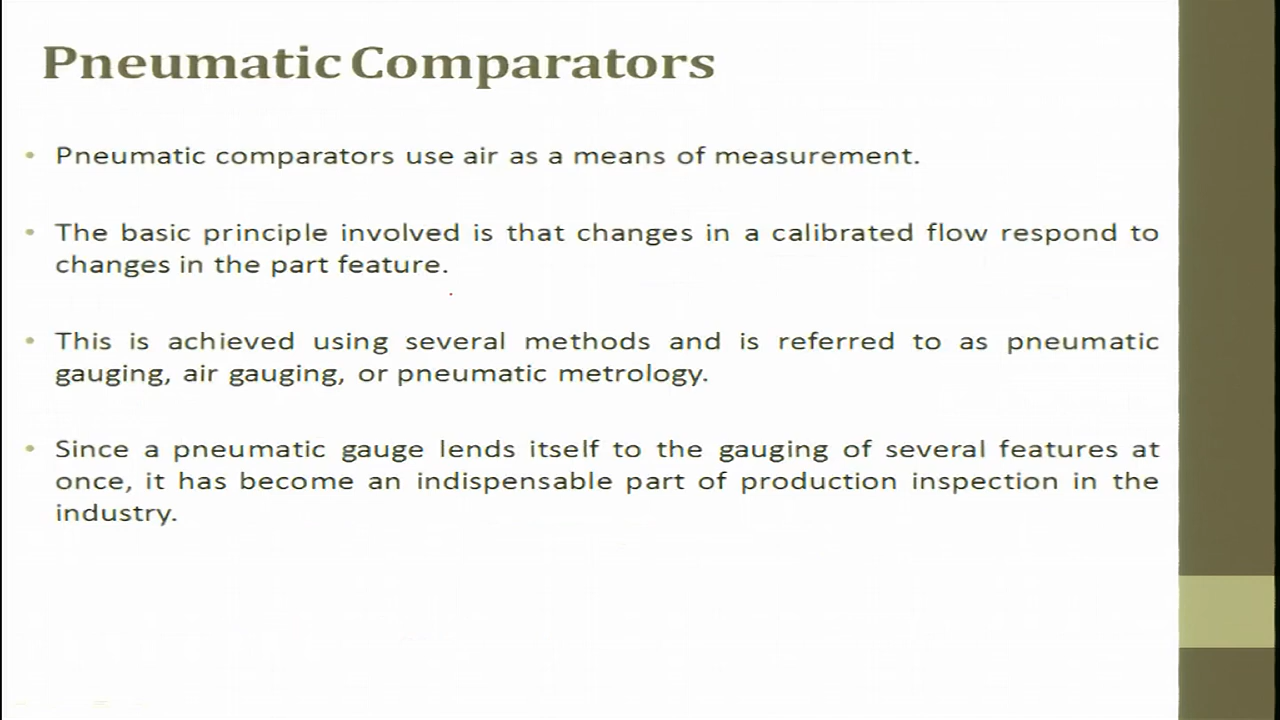 Pneumatic Comparators
• Pneumatic comparators use air as a means of measurement.
• The basic principle involved is that changes in a calibrated flow respond to
changes in the part feature.
• This is achieved using several methods and is referred to as pneumatic
gauging, air gauging, or pneumatic metrology.
• Since a pneumatic gauge lends itself to the gauging of several features at
once, it has become an indispensable part of production inspection in the
industry.